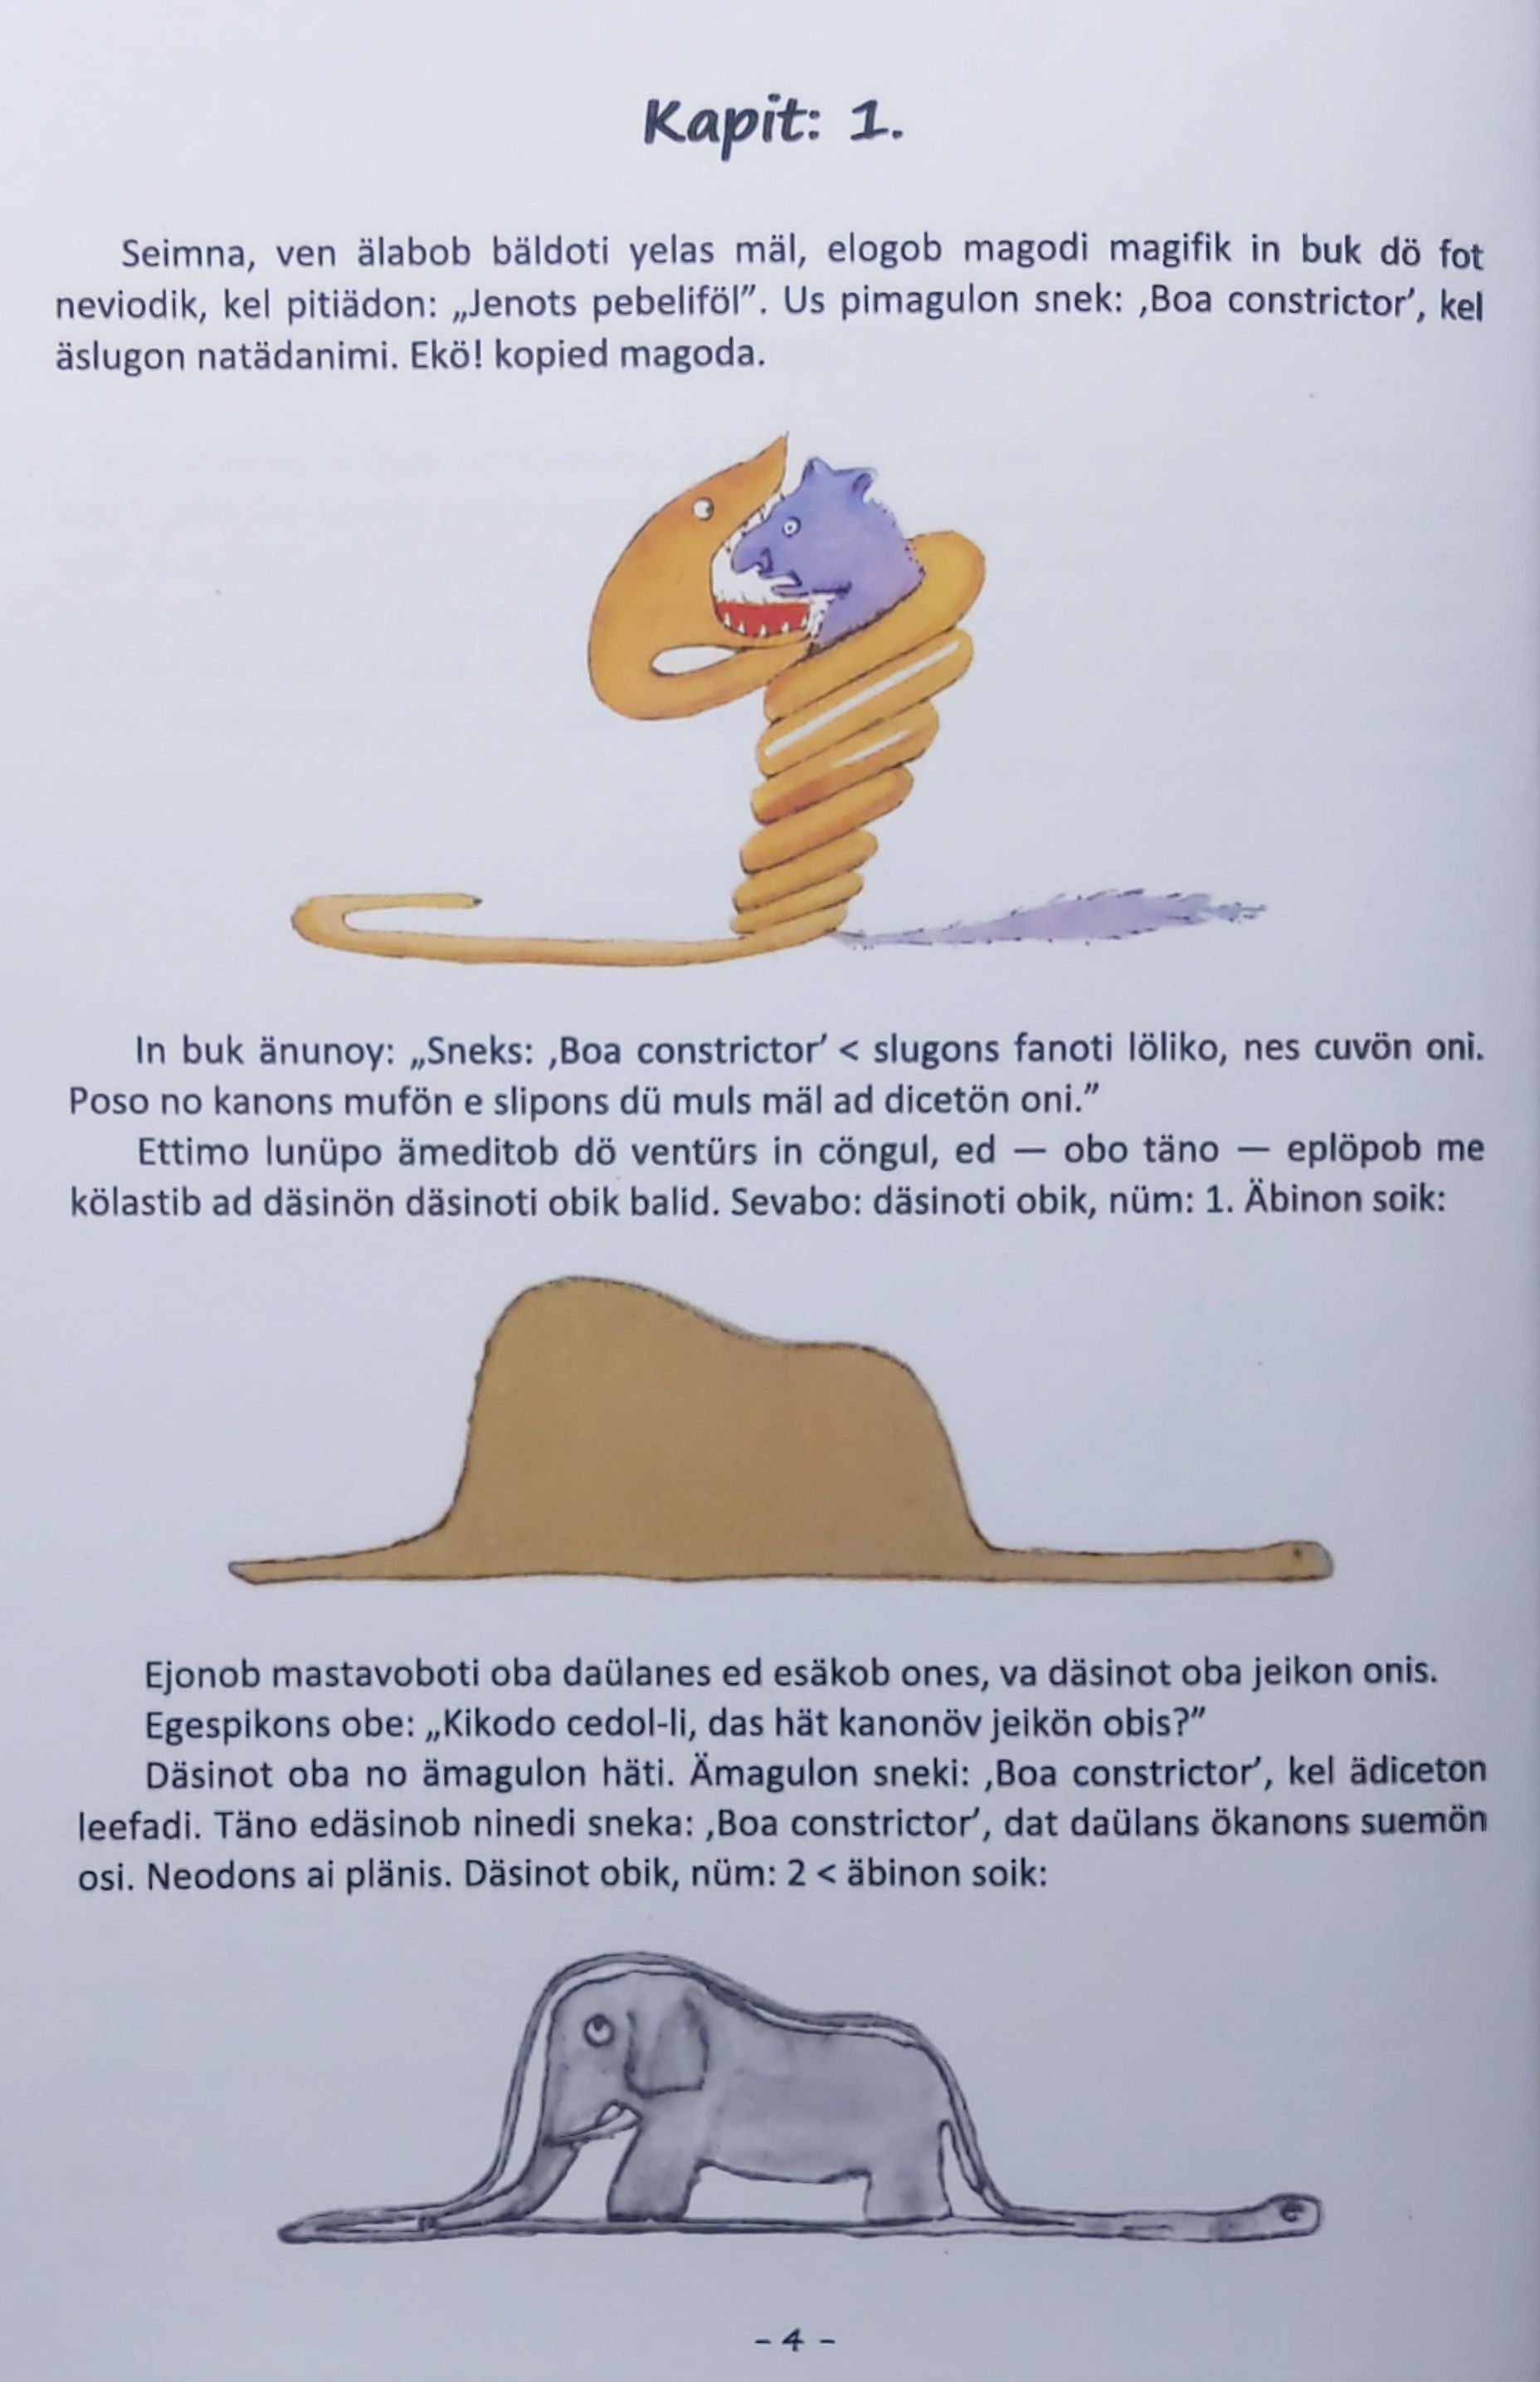 Kapit: 1.
Seimna, ven älabob bäldoti yelas mäl, elogob magodi magifik in buk dö fot
neviodik, kel pitiädon: „Jenots pebeliföl”. Us pimagulon snek: ‚Boa constrictor’, kel
äslugon natädanimi. Ekö! kopied magoda.
In buk änunoy: „Sneks: ‚Boa constrictor’ < slugons fanoti löliko, nes cuvön oni.
Poso no kanons mufön e slipons dü muls mäl ad dicetön oni.”
Ettimo lunüpo ämeditob dö ventürs in cöngul, ed — obo täno — eplöpob me
kölastib ad däsinön däsinoti obik balid. Sevabo: däsinoti obik, nüm: 1. Äbinon soik:
Ejonob mastavoboti oba daülanes ed esäkob ones, va däsinot oba jeikon onis.
Egespikons obe: „Kikodo cedol-li, das hät kanonöv jeikön obis?”
Däsinot oba no ämagulon häti. Ämagulon sneki: ‚Boa constrictor’, kel ädiceton
leefadi. Täno edäsinob ninedi sneka: ‚Boa constrictor’, dat daülans ökanons suemön
osi. Neodons ai plänis. Däsinot obik, nüm: 2 < äbinon soik:
- 4 -